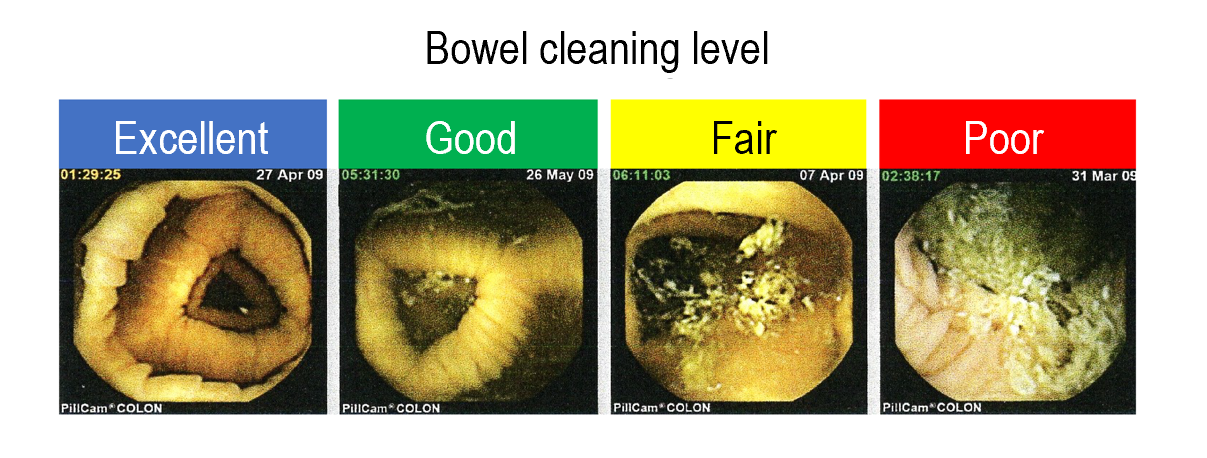 Bowel cleaning level
Excellent
Good
Fair
Poor
01:29:25 27 Apr 09
05:31:30 26 May 09
06:11:03 07 Apr 09
02:38:17 31 Mar 09
PillCam®COLON
PillCam®COLON
PillCam®COLON
PillCam®COLON